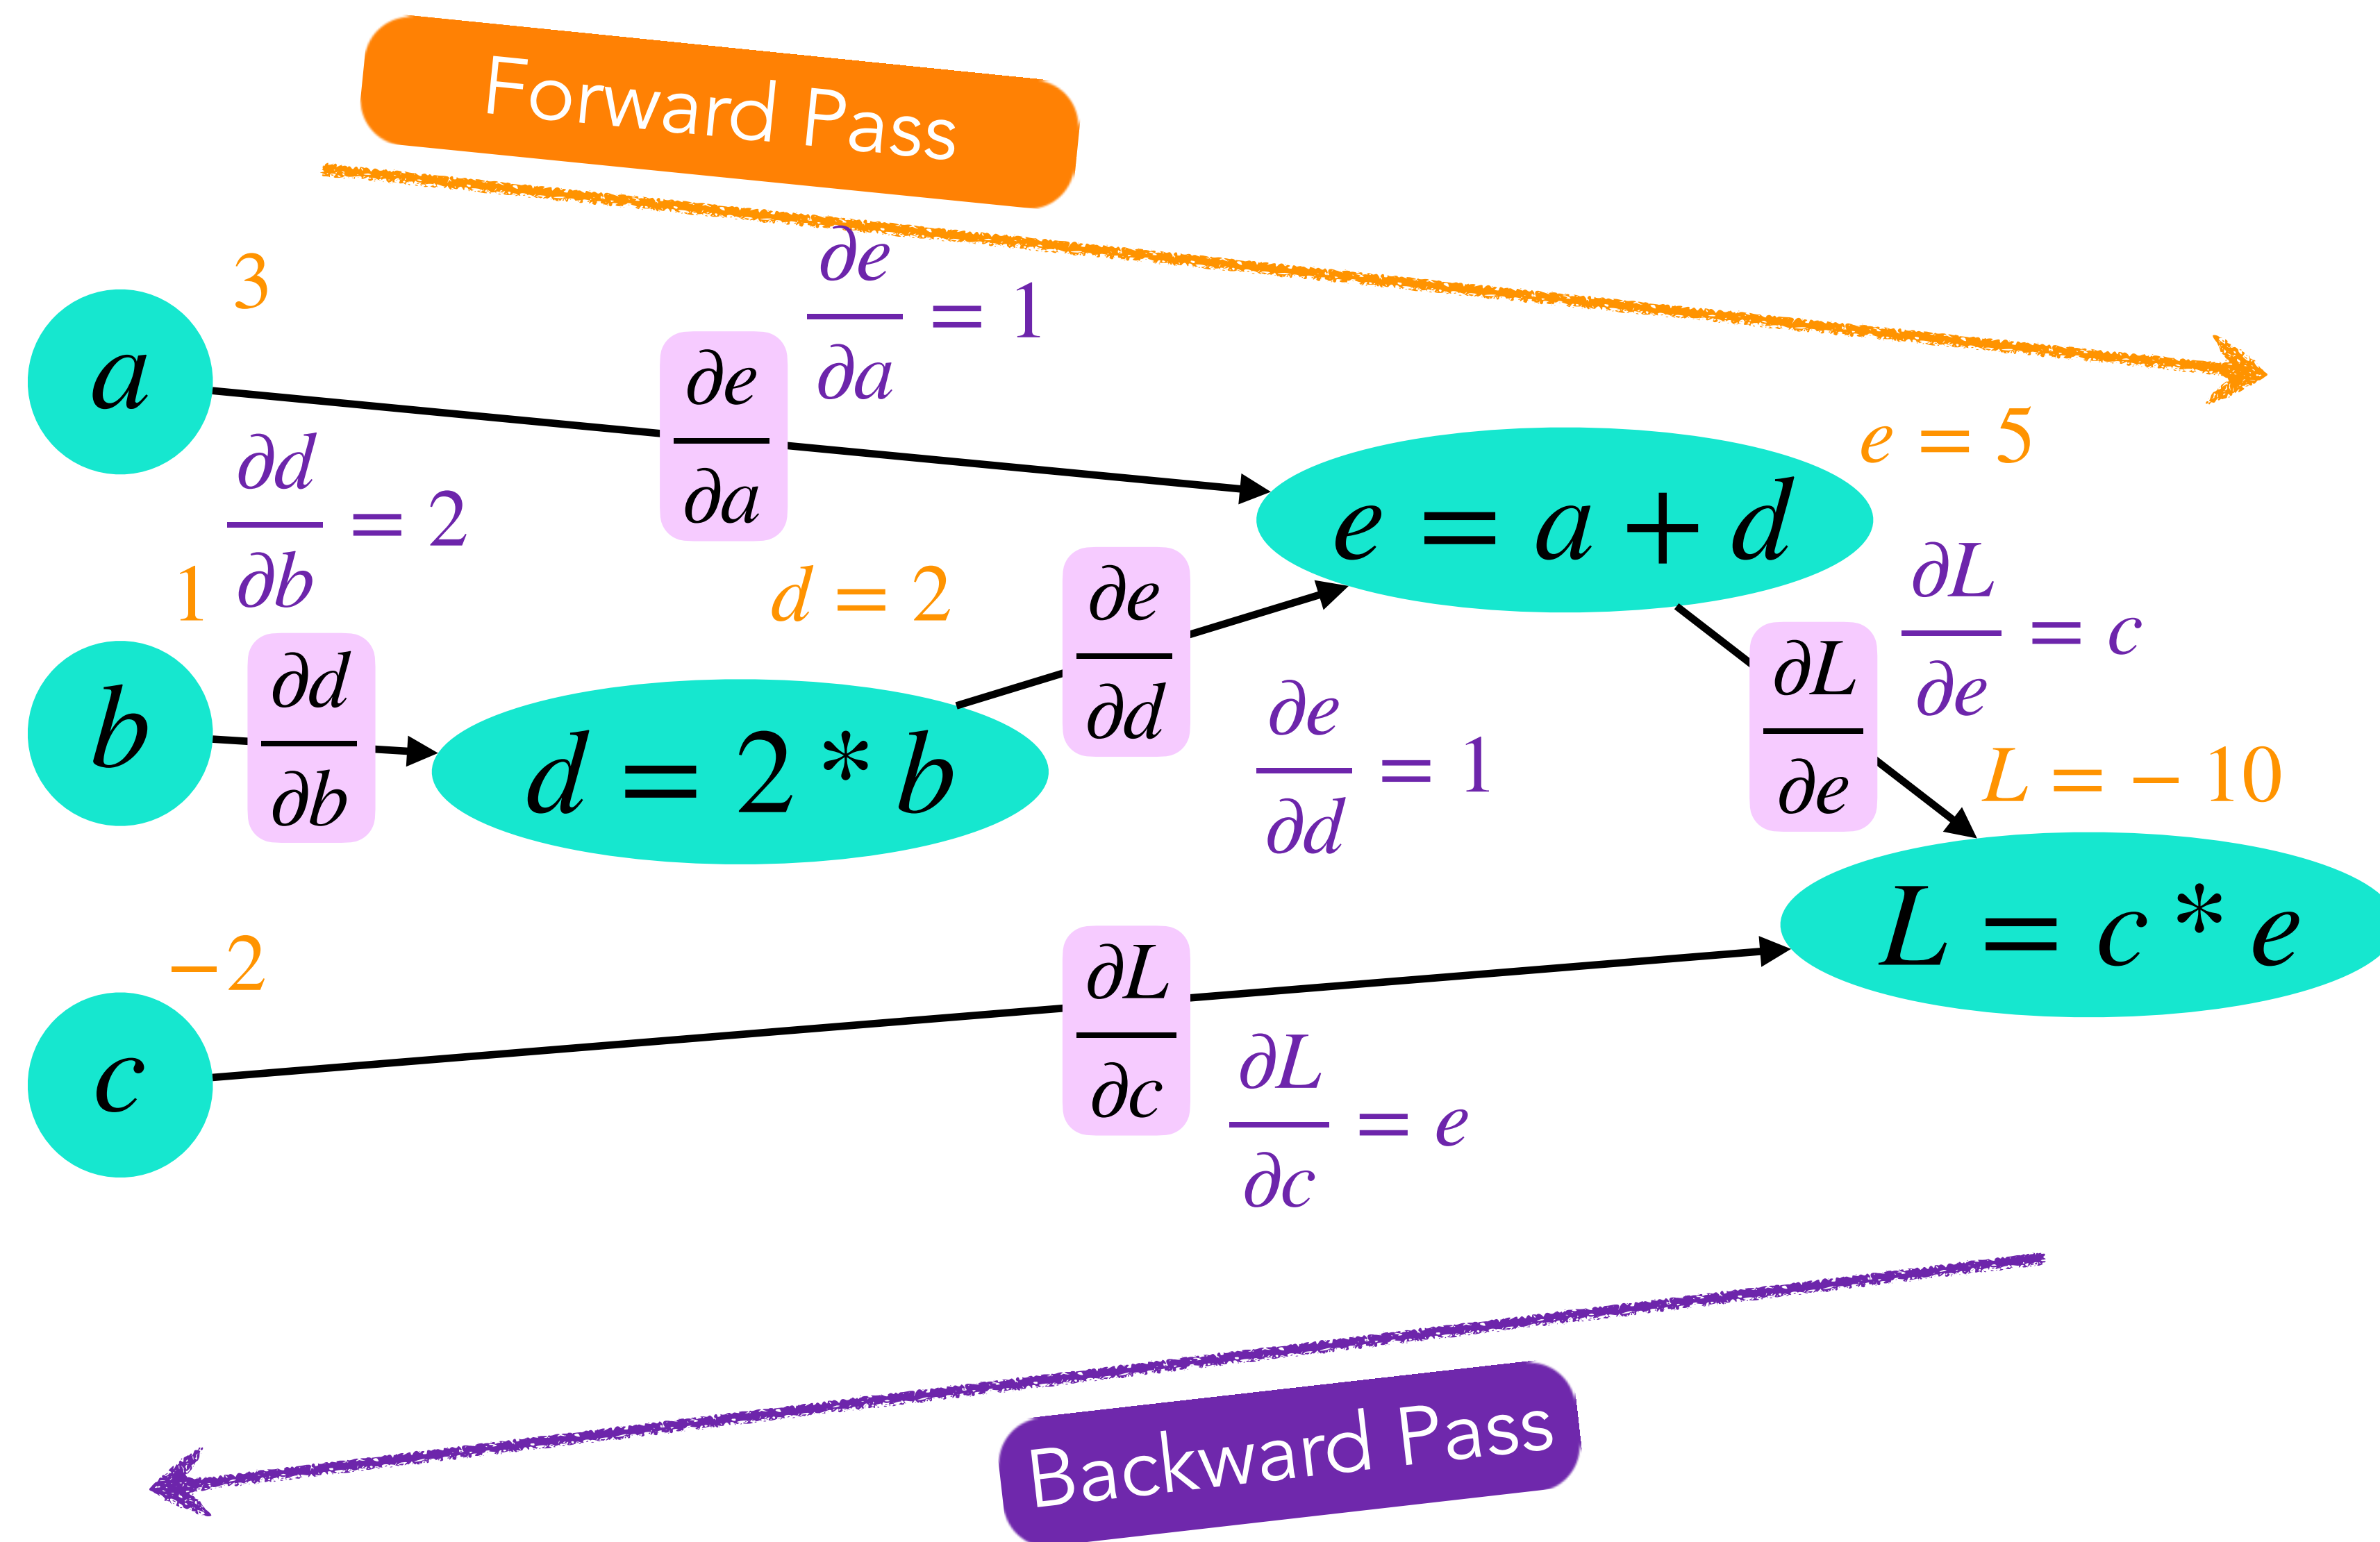 Forward Pass
3
∂e/∂a = 1
a
∂e/∂a
e = 5
∂d/∂b = 2
e = a + d
1
d = 2
∂e/∂d
∂L/∂e = c
b
∂d/∂b
d = 2 * b
∂e/∂d = 1
∂L/∂e
L = − 10
−2
L = c * e
c
∂L/∂c
∂L/∂c = e
Backward Pass